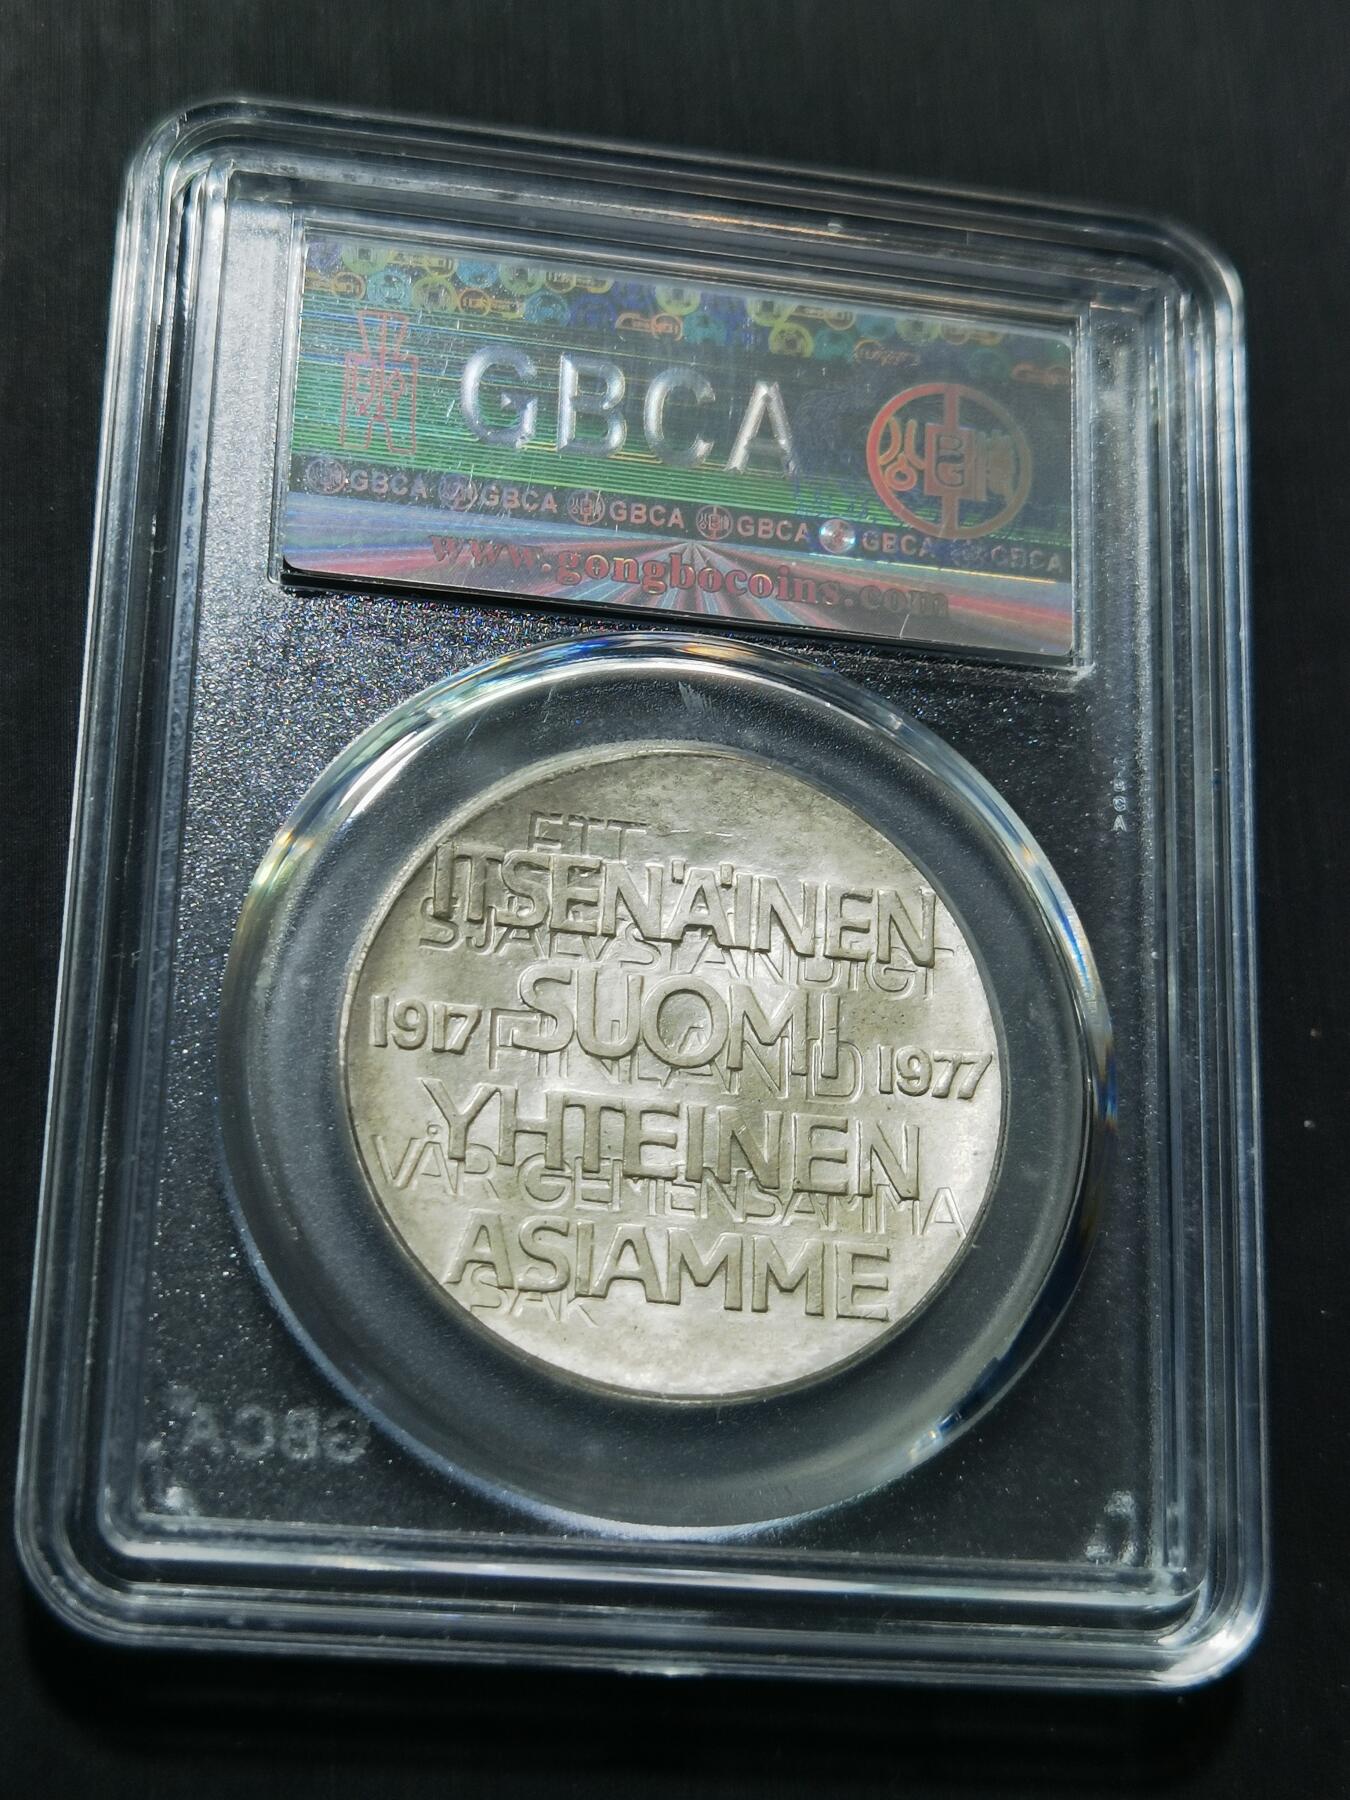 GBCA
GBCA GBCA GBCA GBCA GBCA GBCA
www.gongbocoins.com
ETT
ITSENÄINEN
SJÄLVSTÄNDIGT
SUOMI
1917 FINLAND 1977
YHTEINEN
VÅR GEMENSAMMA
ASIAMME
SAK
GBCA
GBCA